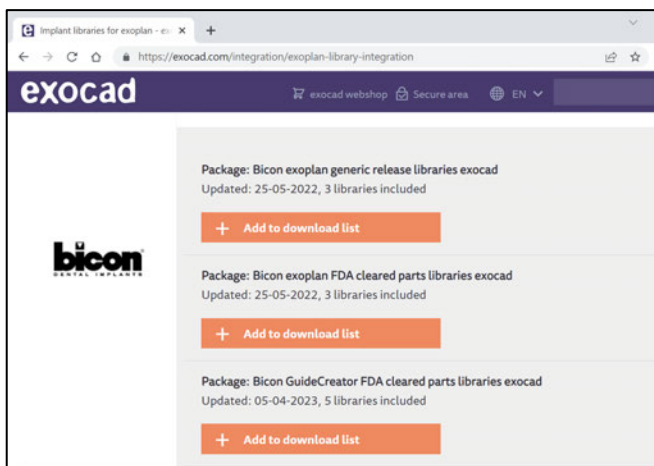 Implant libraries for exoplan - ex
https://exocad.com/integration/exoplan-library-integration
exocad
exocad webshop
Secure area
EN
bicon
DENTAL IMPLANTS
Package: Bicon exoplan generic release libraries exocad
Updated: 25-05-2022, 3 libraries included
+ Add to download list
Package: Bicon exoplan FDA cleared parts libraries exocad
Updated: 25-05-2022, 3 libraries included
+ Add to download list
Package: Bicon GuideCreator FDA cleared parts libraries exocad
Updated: 05-04-2023, 5 libraries included
+ Add to download list